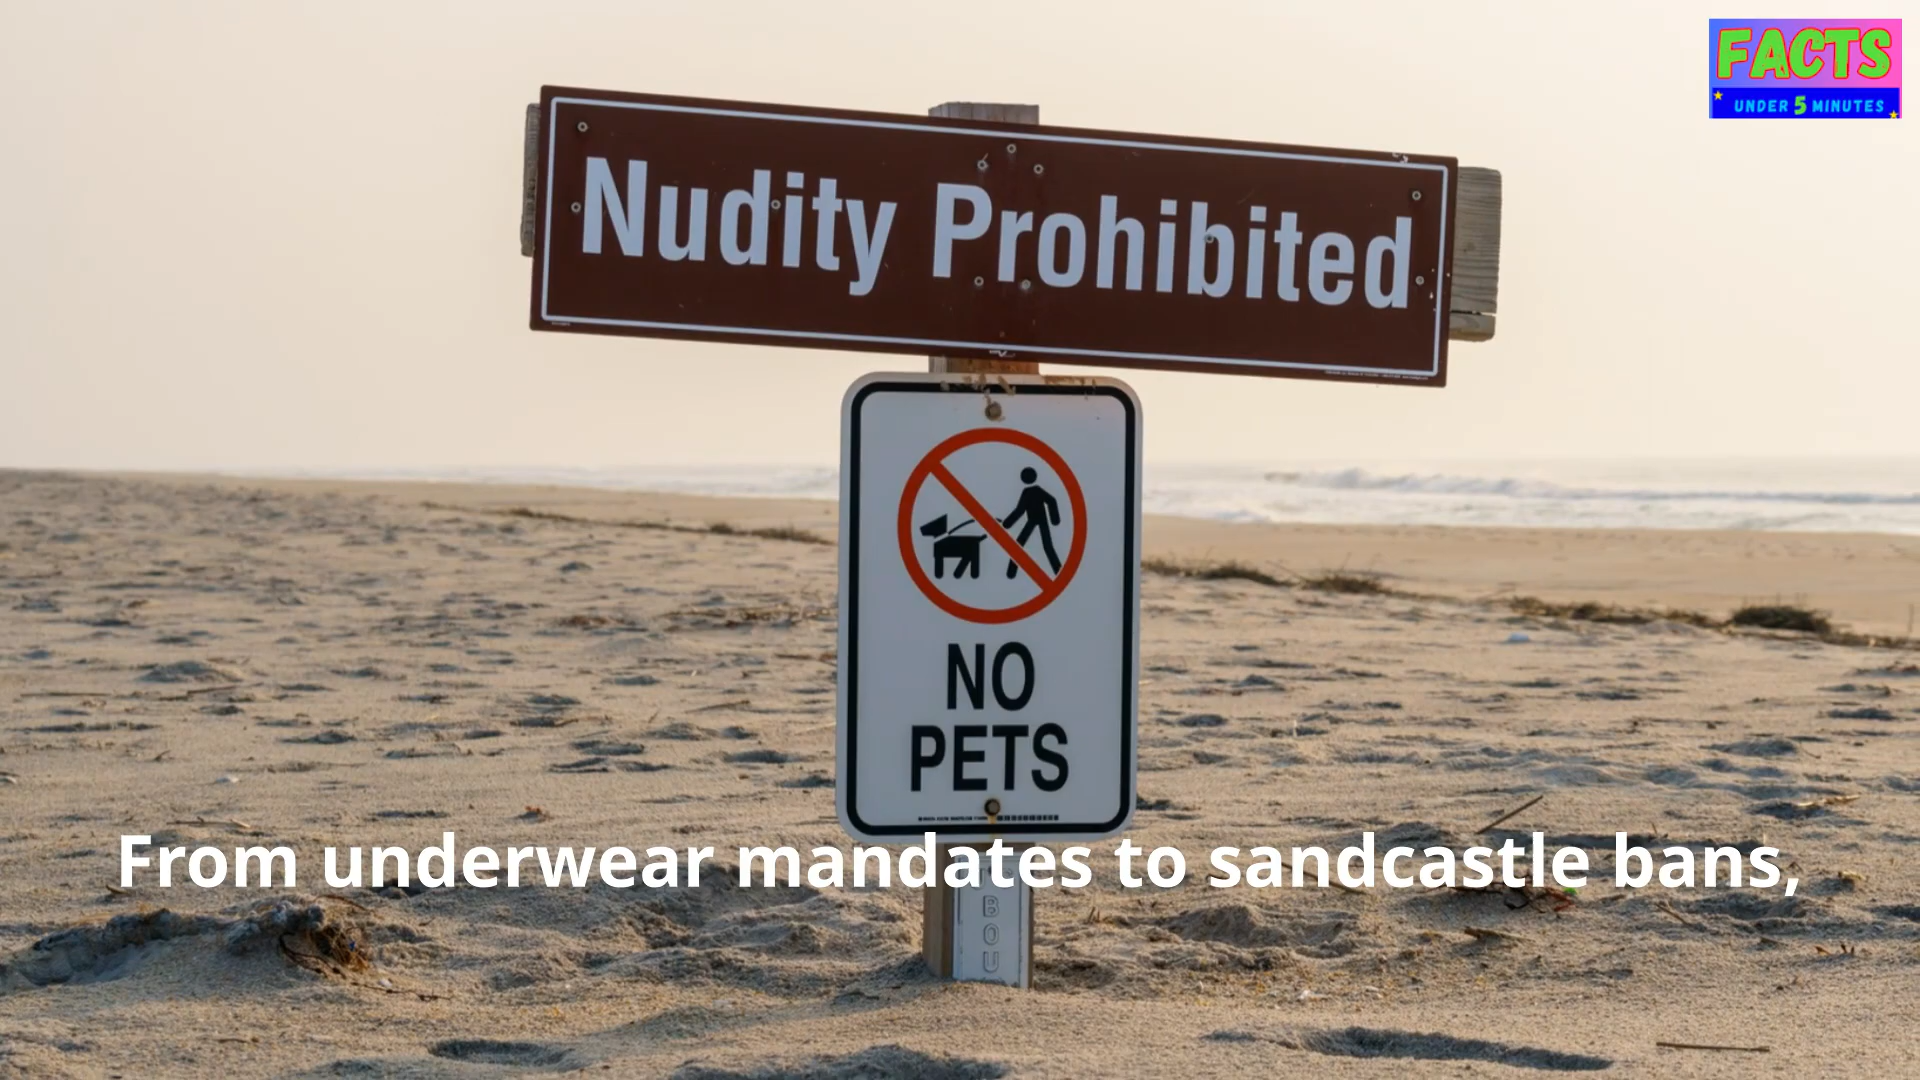 FACTS
UNDER 5 MINUTES
Nudity Prohibited
NO
PETS
From underwear mandates to sandcastle bans,
B
O
U